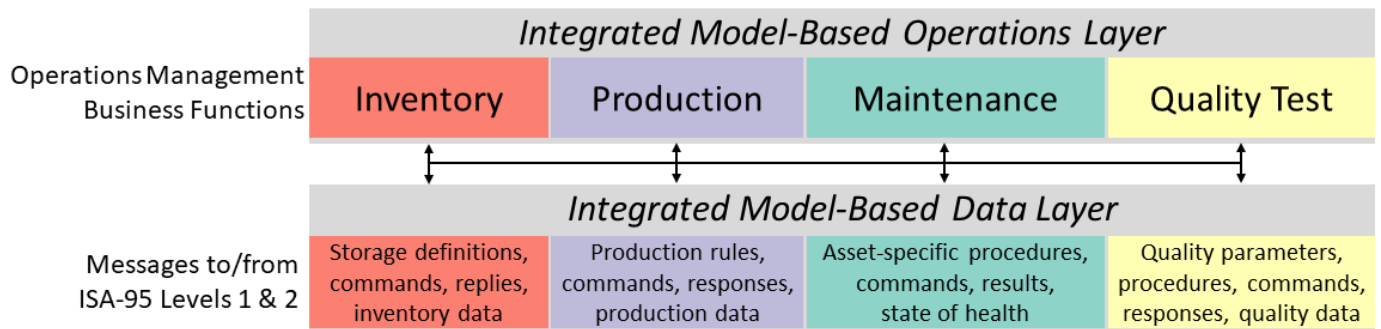 Integrated Model-Based Operations Layer
Operations Management
Business Functions
Inventory
Production
Maintenance
Quality Test
Integrated Model-Based Data Layer
Messages to/from
ISA-95 Levels 1 & 2
Storage definitions,
commands, replies,
inventory data
Production rules,
commands, responses,
production data
Asset-specific procedures,
commands, results,
state of health
Quality parameters,
procedures, commands,
responses, quality data